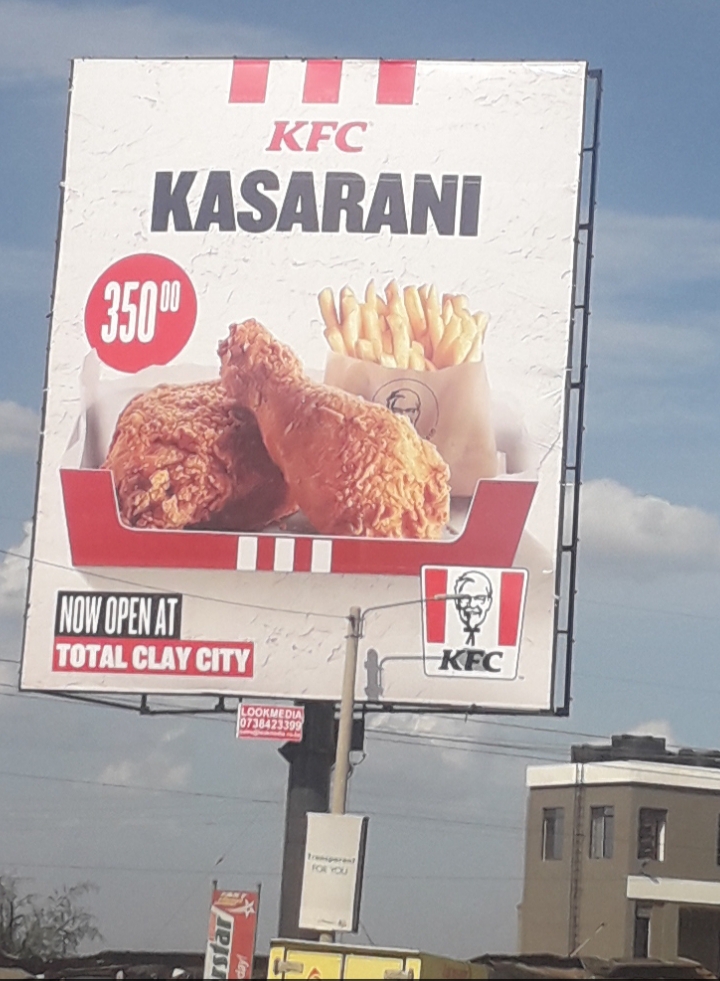 KFC
KASARANI
350⁰⁰
NOW OPEN AT
TOTAL CLAY CITY
KFC
LOOKMEDIA
0738423399
Transparent
FOR YOU